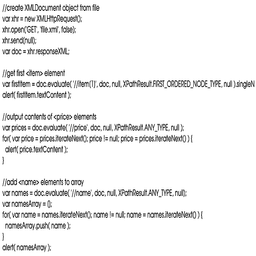 //create XMLDocument object from file
var xhr = new XMLHttpRequest();
xhr.open('GET', 'file.xml', false);
xhr.send(null);
var doc = xhr.responseXML;
//get first <item> element
var firstItem = doc.evaluate( '//item[1]', doc, null, XPathResult.FIRST_ORDERED_NODE_TYPE, null ).singleN
alert( firstItem.textContent );
//output contents of <price> elements
var prices = doc.evaluate( '//price', doc, null, XPathResult.ANY_TYPE, null );
for( var price = prices.iterateNext(); price != null; price = prices.iterateNext() ) {
alert( price.textContent );
}
//add <name> elements to array
var names = doc.evaluate( '//name', doc, null, XPathResult.ANY_TYPE, null);
var namesArray = [];
for( var name = names.iterateNext(); name != null; name = names.iterateNext() ) {
namesArray.push( name );
}
alert( namesArray );